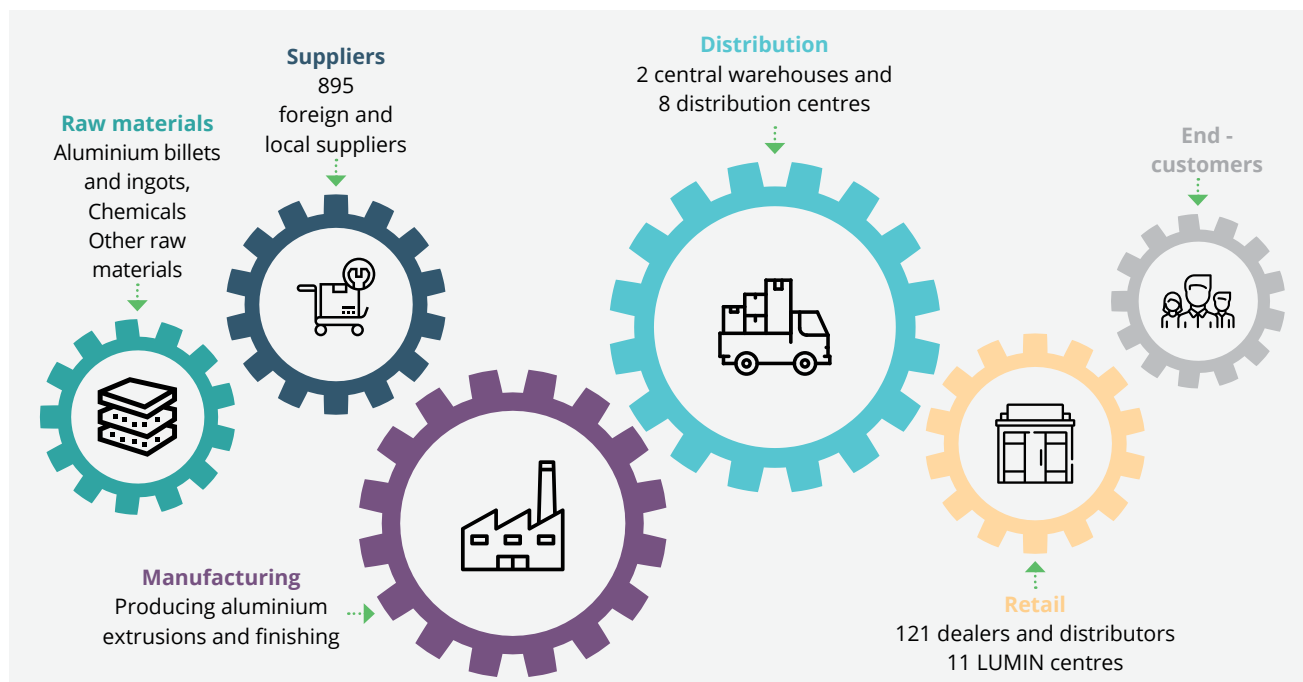 Raw materials
Aluminium billets
and ingots,
Chemicals
Other raw
materials
Suppliers
895
foreign and
local suppliers
Manufacturing
Producing aluminium
extrusions and finishing
Distribution
2 central warehouses and
8 distribution centres
Retail
121 dealers and distributors
11 LUMIN centres
End -
customers